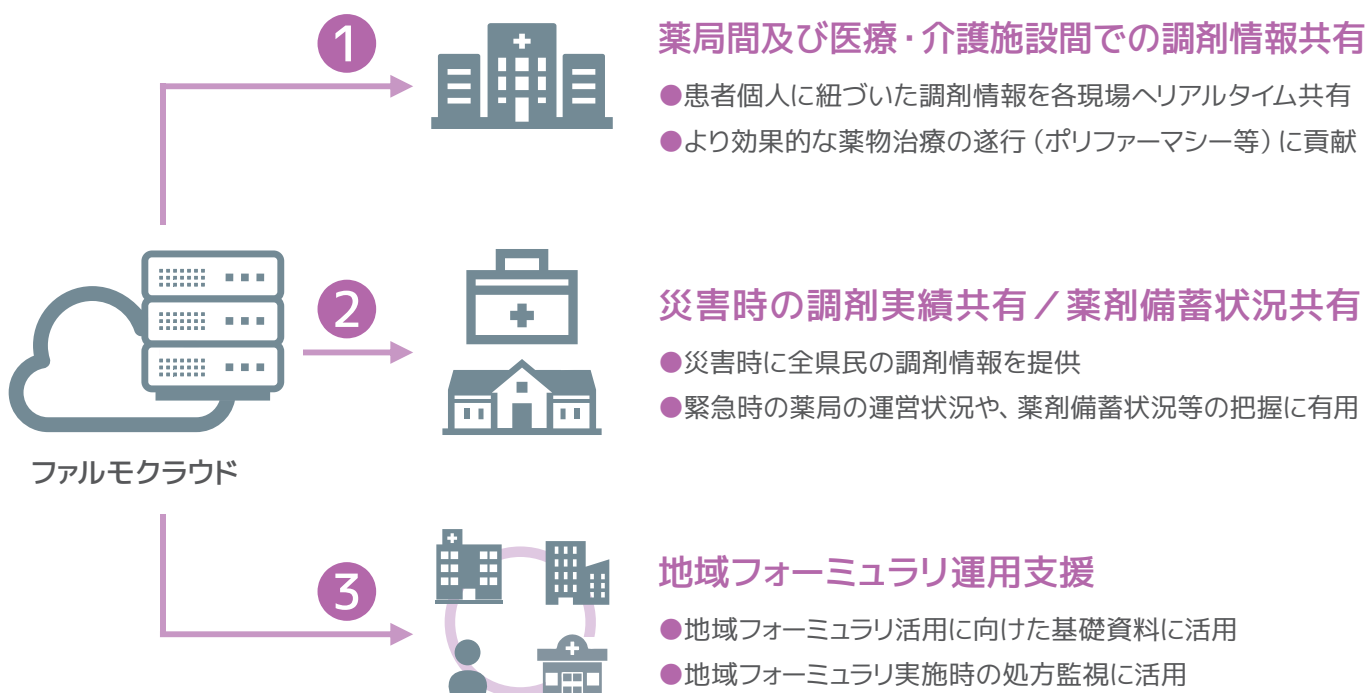 1
薬局間及び医療・介護施設間での調剤情報共有
●患者個人に紐づいた調剤情報を各現場へリアルタイム共有
●より効果的な薬物治療の遂行（ポリファーマシー等）に貢献
2
災害時の調剤実績共有／薬剤備蓄状況共有
●災害時に全県民の調剤情報を提供
●緊急時の薬局の運営状況や、薬剤備蓄状況等の把握に有用
ファルモクラウド
3
地域フォーミュラリ運用支援
●地域フォーミュラリ活用に向けた基礎資料に活用
●地域フォーミュラリ実施時の処方監視に活用